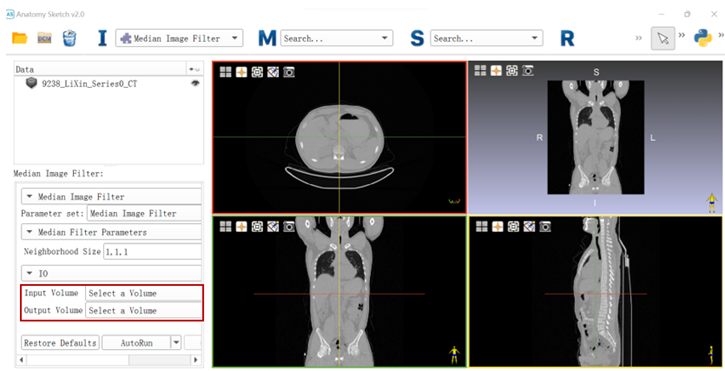 AS Anatomy Sketch v2.0
I Median Image Filter M Search... S Search... R
Data
9238_LiXin_Series0_CT
Median Image Filter:
Median Image Filter
Parameter set: Median Image Filter
Median Filter Parameters
Neighborhood Size 1,1,1
IO
Input Volume Select a Volume
Output Volume Select a Volume
Restore Defaults AutoRun
S
R L
I